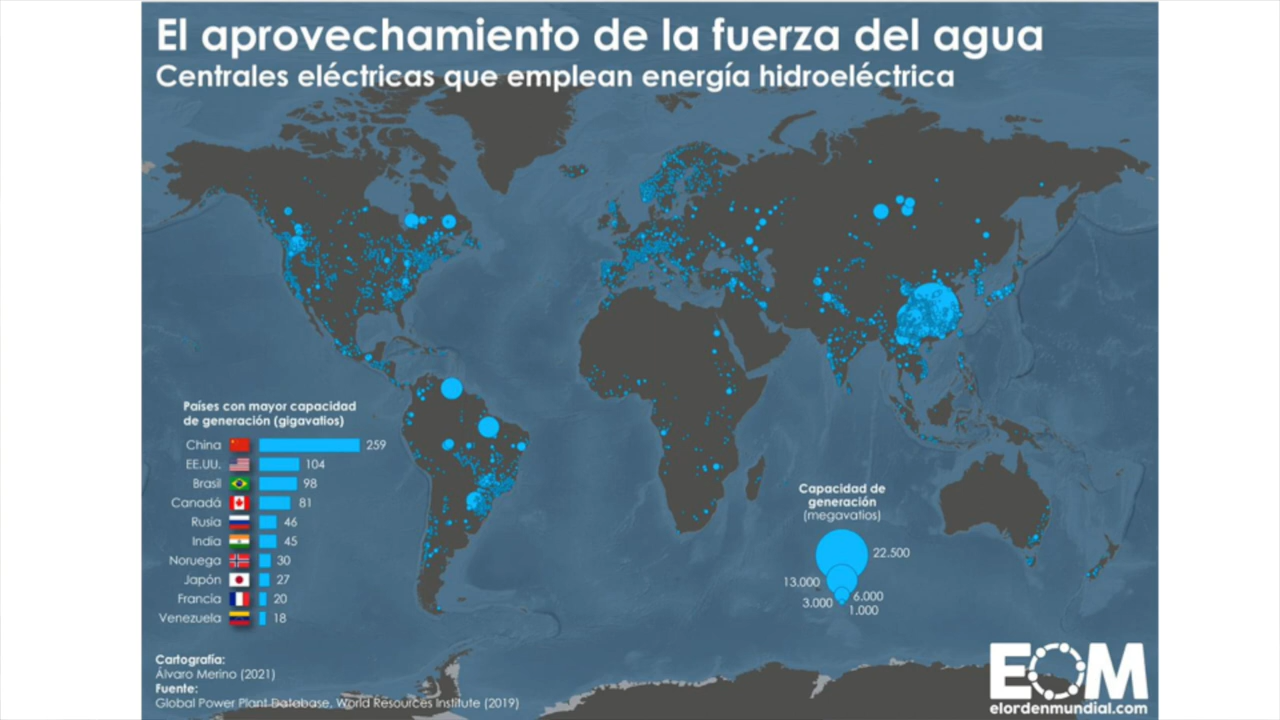 El aprovechamiento de la fuerza del agua
Centrales eléctricas que emplean energía hidroeléctrica
Países con mayor capacidad
de generación (gigavatios)
China 259
EE.UU. 104
Brasil 98
Canadá 81
Rusia 46
India 45
Noruega 30
Japón 27
Francia 20
Venezuela 18
Capacidad de
generación
(megavatios)
22.500
13.000
6.000
3.000
1.000
Cartografía:
Álvaro Merino (2021)
Fuente:
Global Power Plant Database, World Resources Institute (2019)
EOM
elordenmundial.com